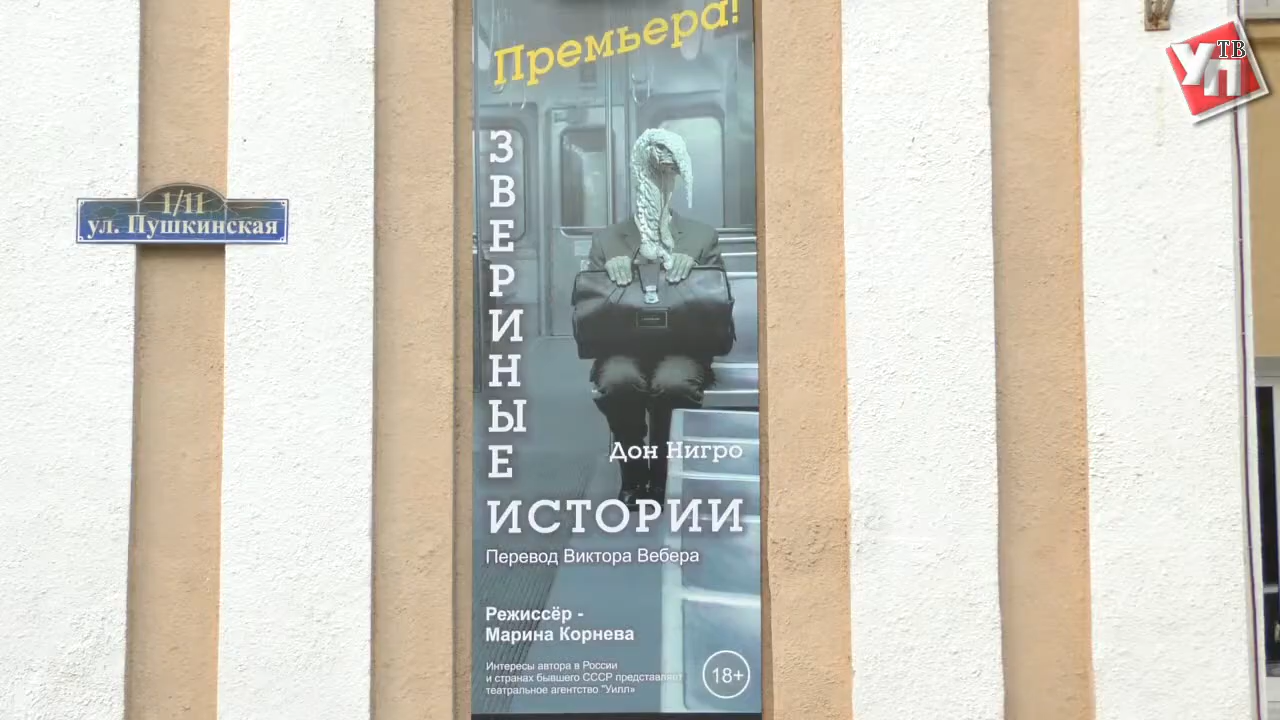 Премьера!
УП
ТВ
1/11
ул. Пушкинская
ЗВЕРИНЫЕ
Дон Нигро
ИСТОРИИ
Перевод Виктора Вебера
Режиссёр -
Марина Корнева
Интересы автора в России
и странах бывшего СССР представляет
театральное агентство "Уилл»
18+